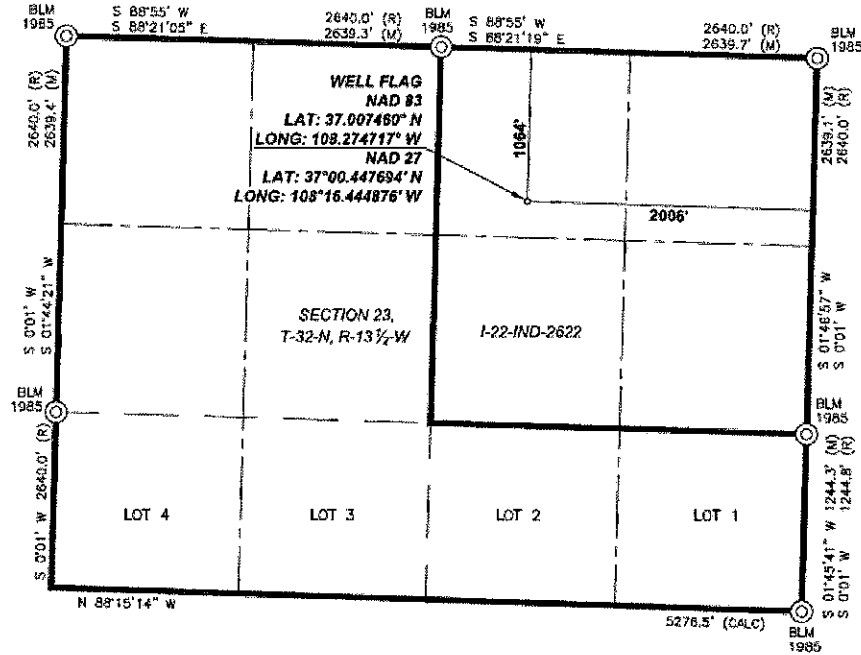 BLM
1985
S 88°55' W
S 88°21'05" E
2640.0' (R)
2639.3' (M)
BLM
1985
S 88°55' W
S 88°21'19" E
2640.0' (R)
2639.7' (M)
BLM
1985
WELL FLAG
NAD 83
LAT: 37.007460° N
LONG: 108.274717° W
NAD 27
LAT: 37°00.447694' N
LONG: 108°16.444876' W
1064'
2006'
2640.0' (R)
2639.4' (M)
2639.1' (M)
2640.0' (R)
S 0°01' W
S 01°44'21" W
SECTION 23,
T-32-N, R-13 1/2-W
I-22-IND-2622
S 01°48'57" W
S 0°01' W
BLM
1985
BLM
1985
S 0°01' W 2640.0' (R)
LOT 4
LOT 3
LOT 2
LOT 1
S 01°45'41" W 1244.3' (M)
S 0°01' W 1244.8' (R)
N 88°15'14" W
5276.5' (CALC)
BLM
1985